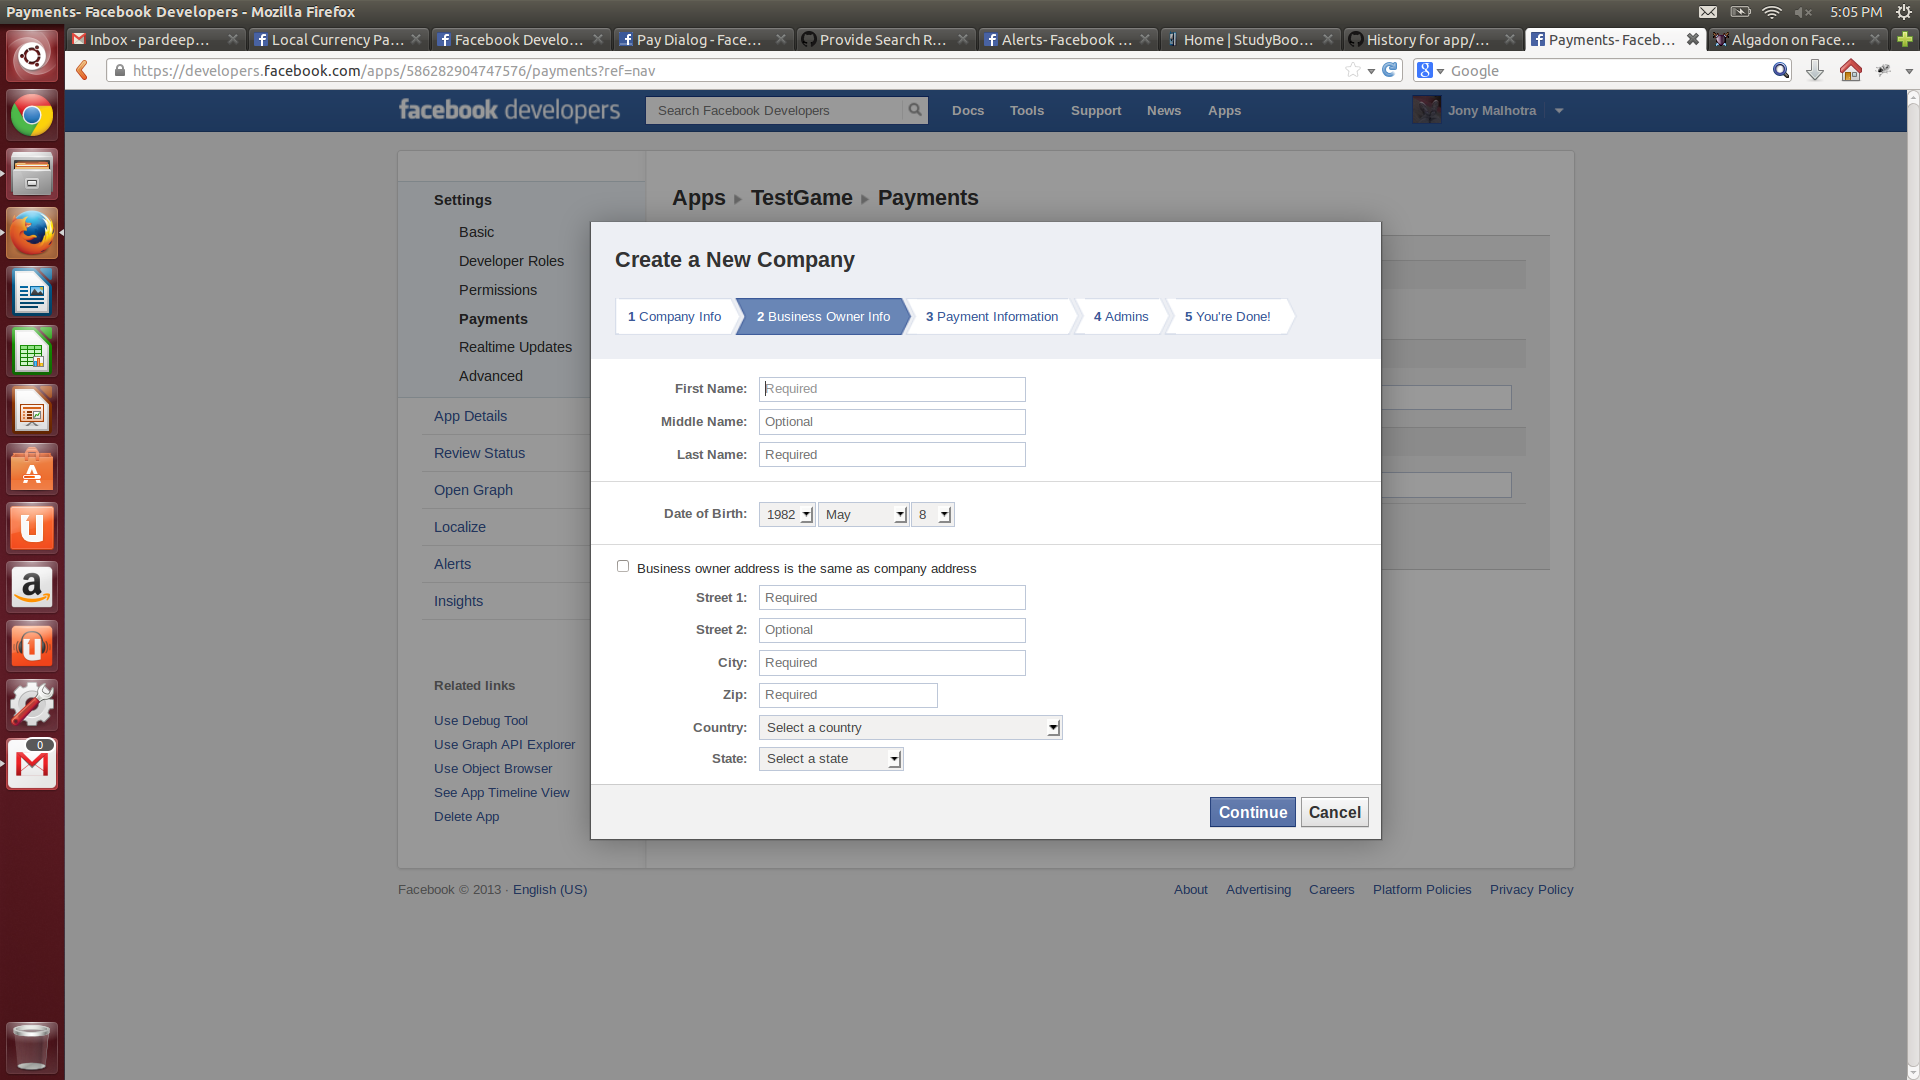 Payments- Facebook Developers - Mozilla Firefox
5:05 PM
Inbox - pardeep...
Local Currency Pa...
Facebook Develo...
Pay Dialog - Face...
Provide Search R...
Alerts- Facebook ...
Home | StudyBoo...
History for app/...
Payments- Faceb...
Algadon on Face...
https://developers.facebook.com/apps/586282904747576/payments?ref=nav
Google
facebook developers
Search Facebook Developers
Docs
Tools
Support
News
Apps
Jony Malhotra
Settings
Basic
Developer Roles
Permissions
Payments
Realtime Updates
Advanced
App Details
Review Status
Open Graph
Localize
Alerts
Insights
Related links
Use Debug Tool
Use Graph API Explorer
Use Object Browser
See App Timeline View
Delete App
Apps TestGame Payments
Create a New Company
1 Company Info
2 Business Owner Info
3 Payment Information
4 Admins
5 You're Done!
First Name: Required
Middle Name: Optional
Last Name: Required
Date of Birth: 1982 May 8
Business owner address is the same as company address
Street 1: Required
Street 2: Optional
City: Required
Zip: Required
Country: Select a country
State: Select a state
Continue Cancel
0
Facebook © 2013 · English (US)
About Advertising Careers Platform Policies Privacy Policy